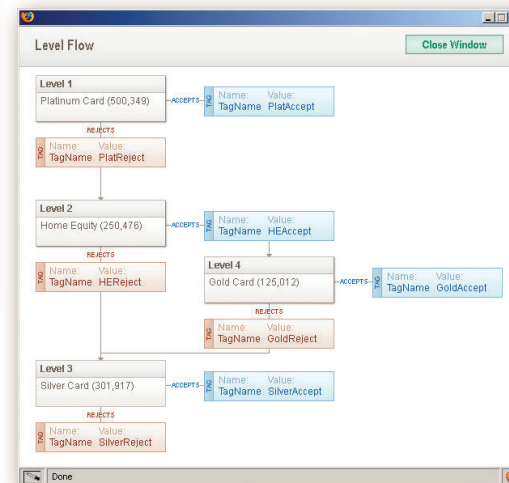 Level Flow
Close Window
Level 1
Platinum Card (500,349)
ACCEPTS
TAG
Name: Value:
TagName PlatAccept
REJECTS
TAG
Name: Value:
TagName PlatReject
Level 2
Home Equity (250,476)
ACCEPTS
TAG
Name: Value:
TagName HEAccept
REJECTS
TAG
Name: Value:
TagName HEReject
Level 4
Gold Card (125,012)
ACCEPTS
TAG
Name: Value:
TagName GoldAccept
REJECTS
TAG
Name: Value:
TagName GoldReject
Level 3
Silver Card (301,917)
ACCEPTS
TAG
Name: Value:
TagName SilverAccept
REJECTS
TAG
Name: Value:
TagName SilverReject
Done